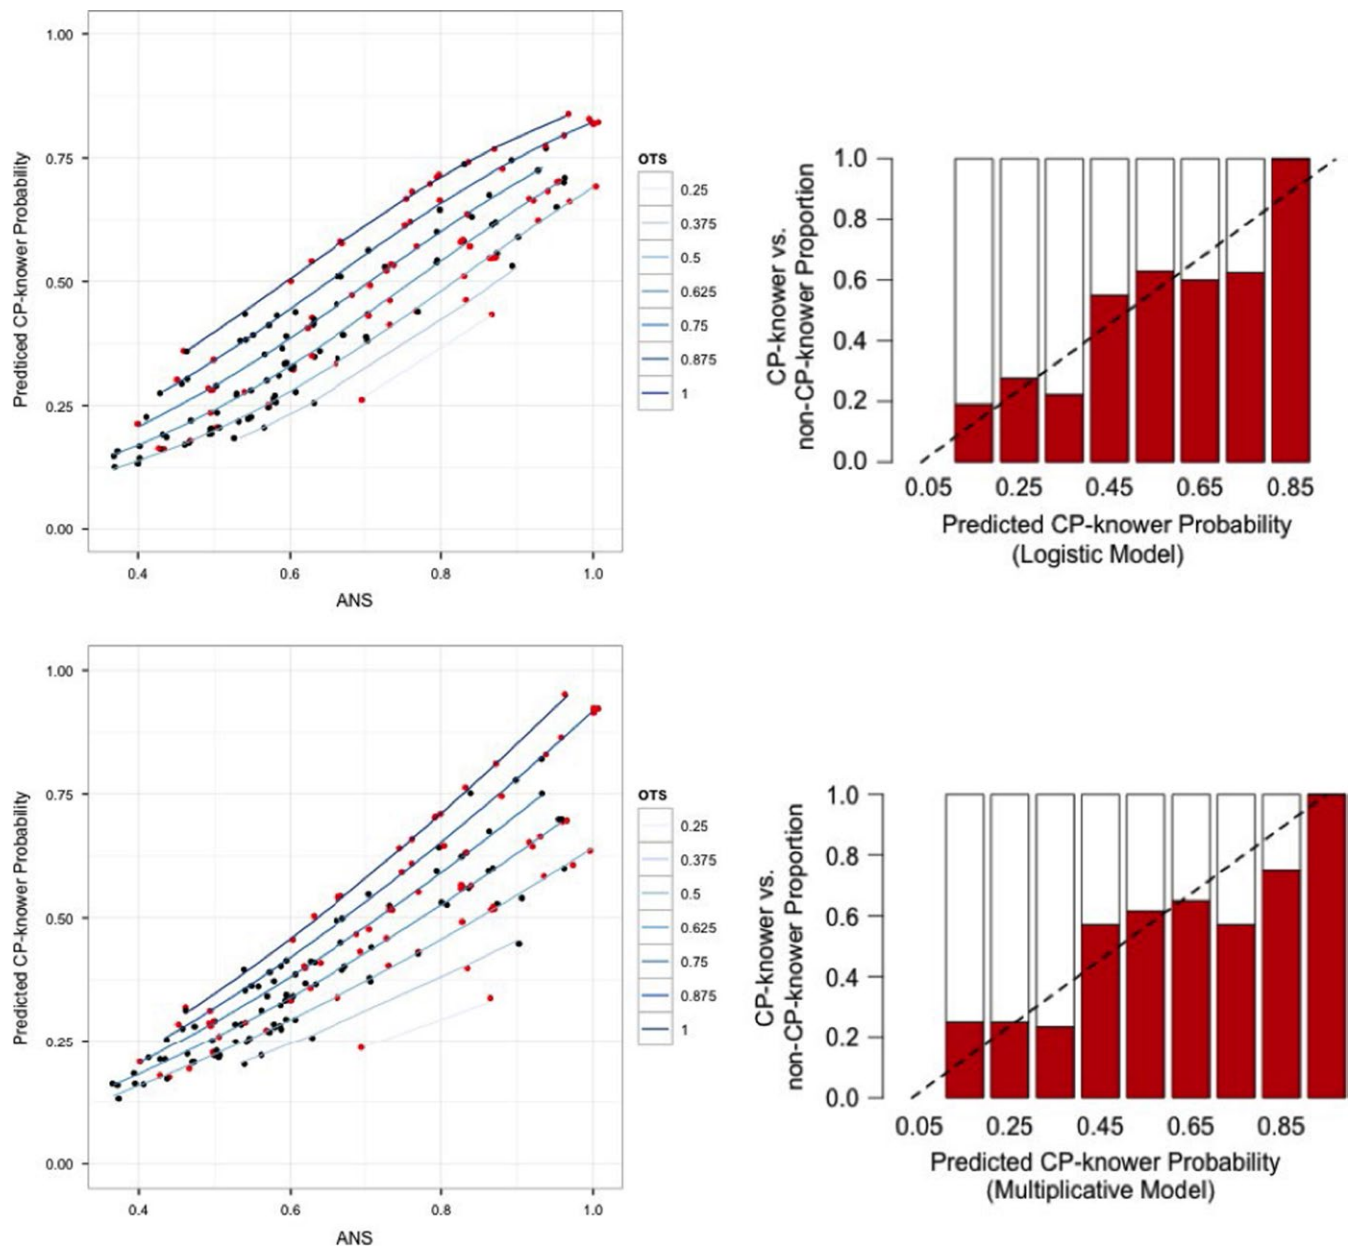 1.00
0.75
0.50
0.25
0.00
Predticed CP-knower Probability
0.4 0.6 0.8 1.0
ANS
OTS
0.25
0.375
0.5
0.625
0.75
0.875
1
1.0
0.8
0.6
0.4
0.2
0.0
CP-knower vs.
non-CP-knower Proportion
0.05 0.25 0.45 0.65 0.85
Predicted CP-knower Probability
(Logistic Model)
1.00
0.75
0.50
0.25
0.00
Predicted CP-knower Probability
0.4 0.6 0.8 1.0
ANS
OTS
0.25
0.375
0.5
0.625
0.75
0.875
1
1.0
0.8
0.6
0.4
0.2
0.0
CP-knower vs.
non-CP-knower Proportion
0.05 0.25 0.45 0.65 0.85
Predicted CP-knower Probability
(Multiplicative Model)